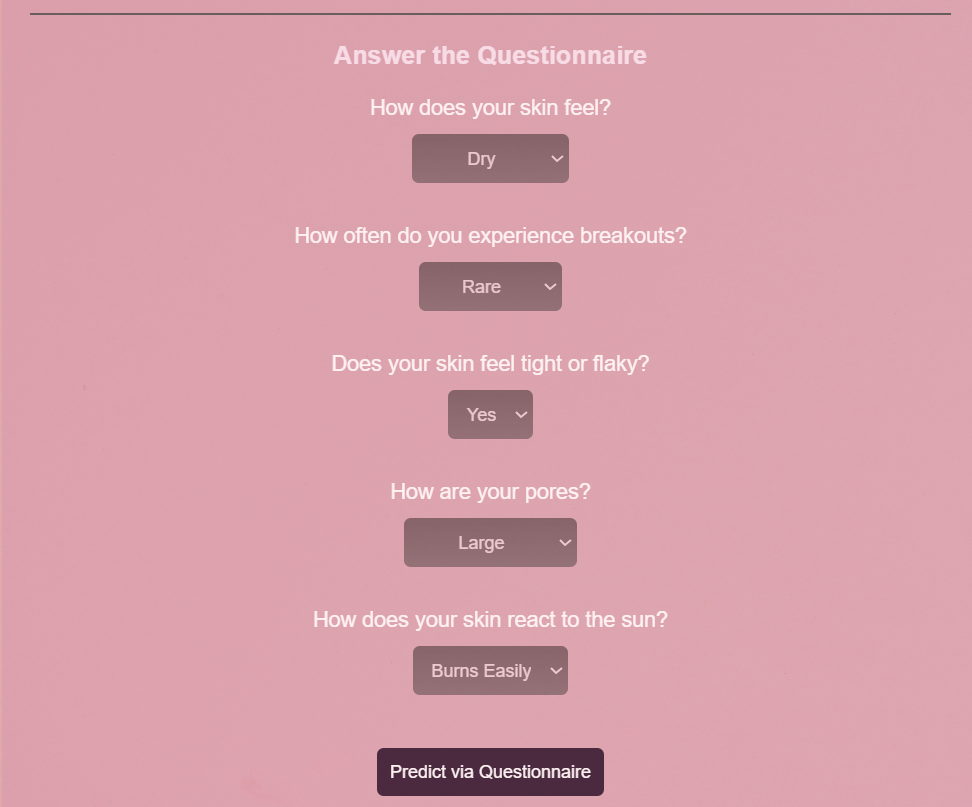 Answer the Questionnaire
How does your skin feel?
Dry
How often do you experience breakouts?
Rare
Does your skin feel tight or flaky?
Yes
How are your pores?
Large
How does your skin react to the sun?
Burns Easily
Predict via Questionnaire